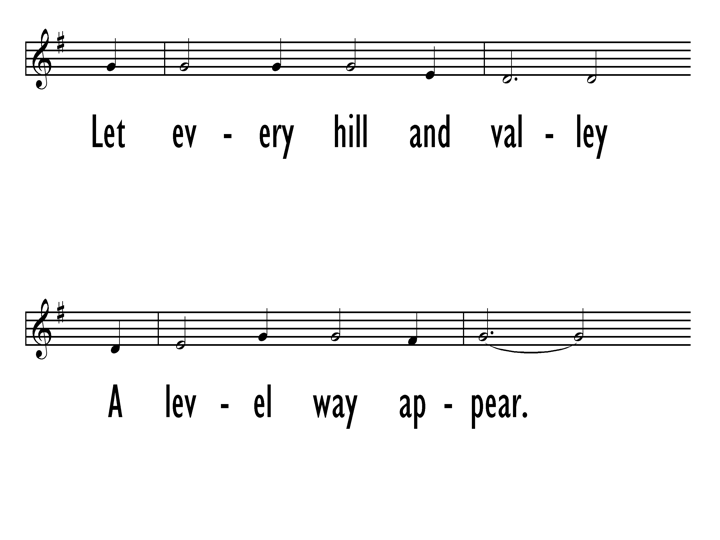 Let ev - ery hill and val - ley
A lev - el way ap - pear.